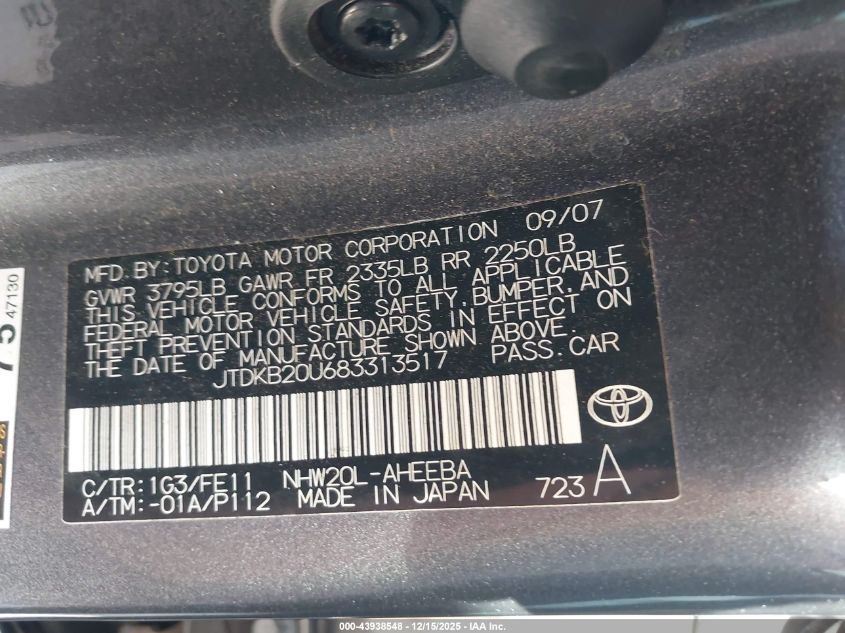 MFD. BY: TOYOTA MOTOR CORPORATION 09/07
GVWR 3795LB GAWR FR 2335LB RR 2250LB
THIS VEHICLE CONFORMS TO ALL APPLICABLE
FEDERAL MOTOR VEHICLE SAFETY, BUMPER, AND
THEFT PREVENTION STANDARDS IN EFFECT ON
THE DATE OF MANUFACTURE SHOWN ABOVE.
JTDKB20U683313517 PASS. CAR
C/TR: 1G3/FE11 NHW20L-AHEEBA
A/TM: -01A/P112 MADE IN JAPAN 723 A
47130
000-43938548 - 12/15/2025 - IAA Inc.